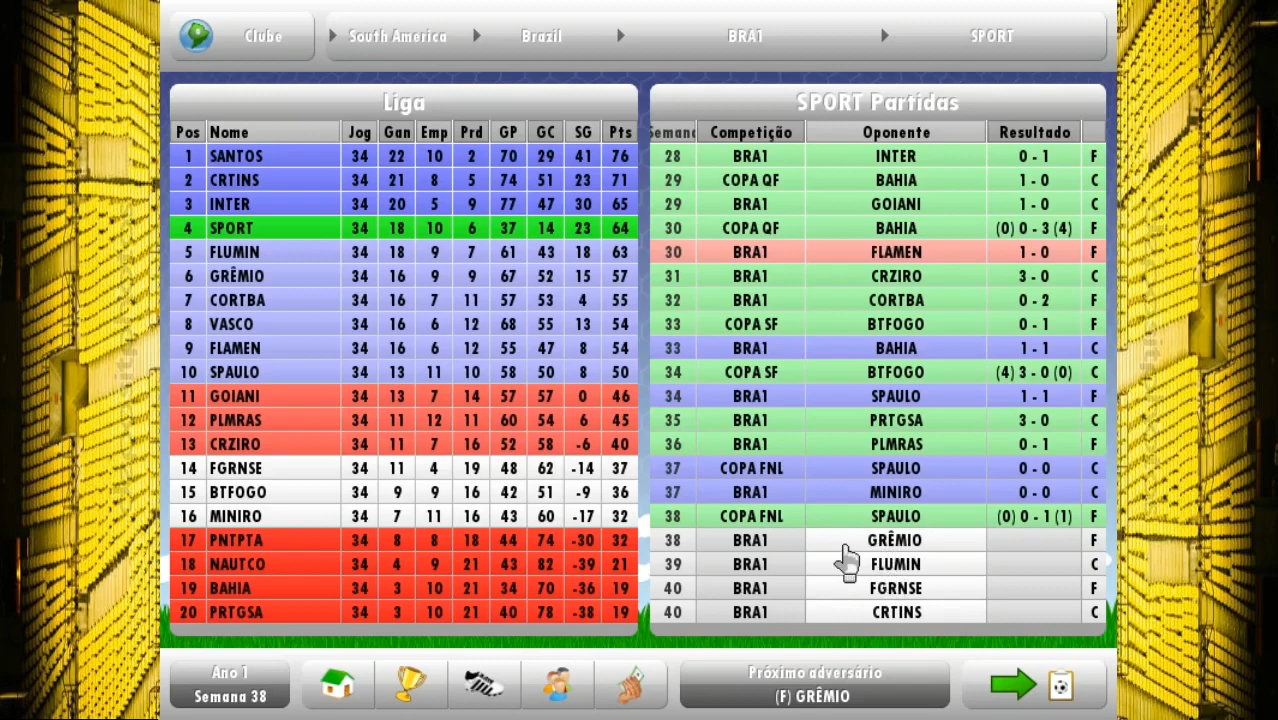 Clube South America Brazil BRA1 SPORT
Liga
Pos Nome Jog Gan Emp Prd GP GC SG Pts
1 SANTOS 34 22 10 2 70 29 41 76
2 CRTINS 34 21 8 5 74 51 23 71
3 INTER 34 20 5 9 77 47 30 65
4 SPORT 34 18 10 6 37 14 23 64
5 FLUMIN 34 18 9 7 61 43 18 63
6 GRÊMIO 34 16 9 9 67 52 15 57
7 CORTBA 34 16 7 11 57 53 4 55
8 VASCO 34 16 6 12 68 55 13 54
9 FLAMEN 34 16 6 12 55 47 8 54
10 SPAULO 34 13 11 10 58 50 8 50
11 GOIANI 34 13 7 14 57 57 0 46
12 PLMRAS 34 11 12 11 60 54 6 45
13 CRZIRO 34 11 7 16 52 58 -6 40
14 FGRNSE 34 11 4 19 48 62 -14 37
15 BTFOGO 34 9 9 16 42 51 -9 36
16 MINIRO 34 7 11 16 43 60 -17 32
17 PNTPTA 34 8 8 18 44 74 -30 32
18 NAUTCO 34 4 9 21 43 82 -39 21
19 BAHIA 34 3 10 21 34 70 -36 19
20 PRTGSA 34 3 10 21 40 78 -38 19
SPORT Partidas
Semana Competição Oponente Resultado
28 BRA1 INTER 0 - 1 F
29 COPA QF BAHIA 1 - 0 C
29 BRA1 GOIANI 1 - 0 C
30 COPA QF BAHIA (0) 0 - 3 (4) F
30 BRA1 FLAMEN 1 - 0 F
31 BRA1 CRZIRO 3 - 0 C
32 BRA1 CORTBA 0 - 2 F
33 COPA SF BTFOGO 0 - 1 F
33 BRA1 BAHIA 1 - 1 C
34 COPA SF BTFOGO (4) 3 - 0 (0) C
34 BRA1 SPAULO 1 - 1 F
35 BRA1 PRTGSA 3 - 0 C
36 BRA1 PLMRAS 0 - 1 F
37 COPA FNL SPAULO 0 - 0 C
37 BRA1 MINIRO 0 - 0 C
38 COPA FNL SPAULO (0) 0 - 1 (1) F
38 BRA1 GRÊMIO F
39 BRA1 FLUMIN C
40 BRA1 FGRNSE F
40 BRA1 CRTINS C
Ano 1
Semana 38
Próximo adversário
(F) GRÊMIO